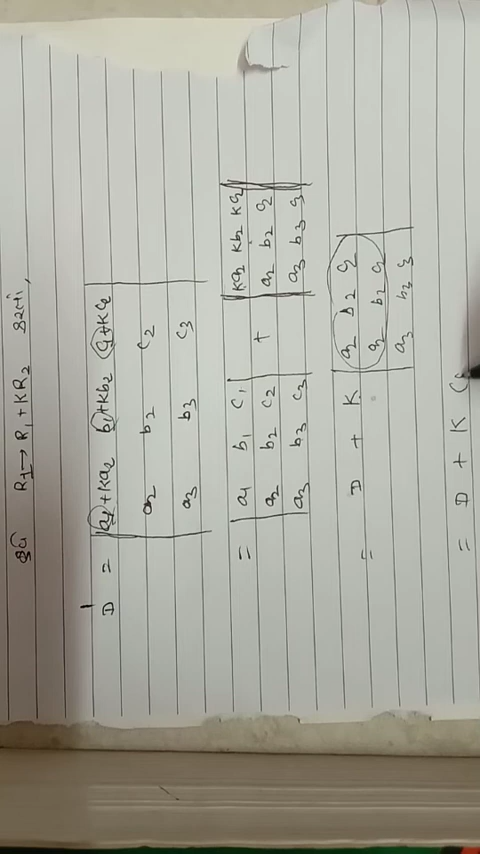 હવે R₁→R₁+KR₂ કરતાં,
D' = | a₁+Ka₂ b₁+Kb₂ c₁+Kc₂ |
| a₂ b₂ c₂ |
| a₃ b₃ c₃ |
= | a₁ b₁ c₁ | + | Ka₂ Kb₂ Kc₂ |
| a₂ b₂ c₂ | | a₂ b₂ c₂ |
| a₃ b₃ c₃ | | a₃ b₃ c₃ |
= D + K | a₂ b₂ c₂ |
| a₂ b₂ c₂ |
| a₃ b₃ c₃ |
= D + K (